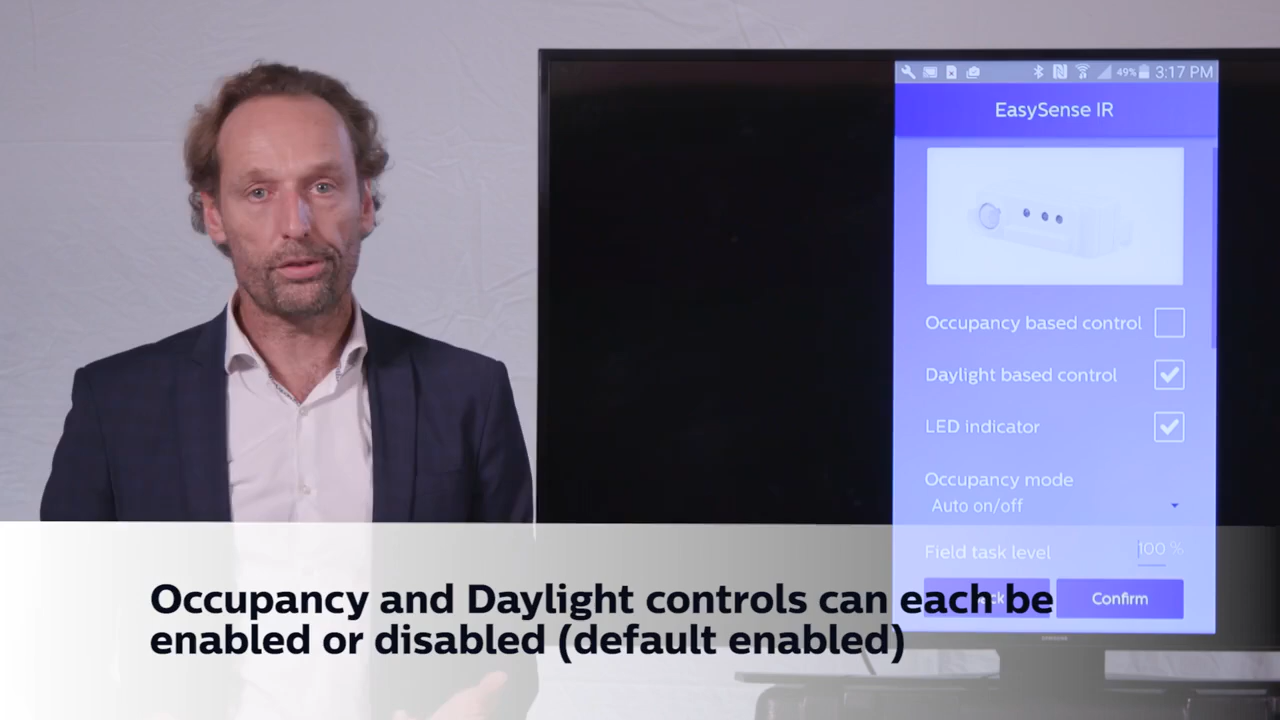 49% 3:17 PM
EasySense IR
Occupancy based control
Daylight based control
LED indicator
Occupancy mode
Auto on/off
Field task level 100 %
Confirm
Occupancy and Daylight controls can each be
enabled or disabled (default enabled)